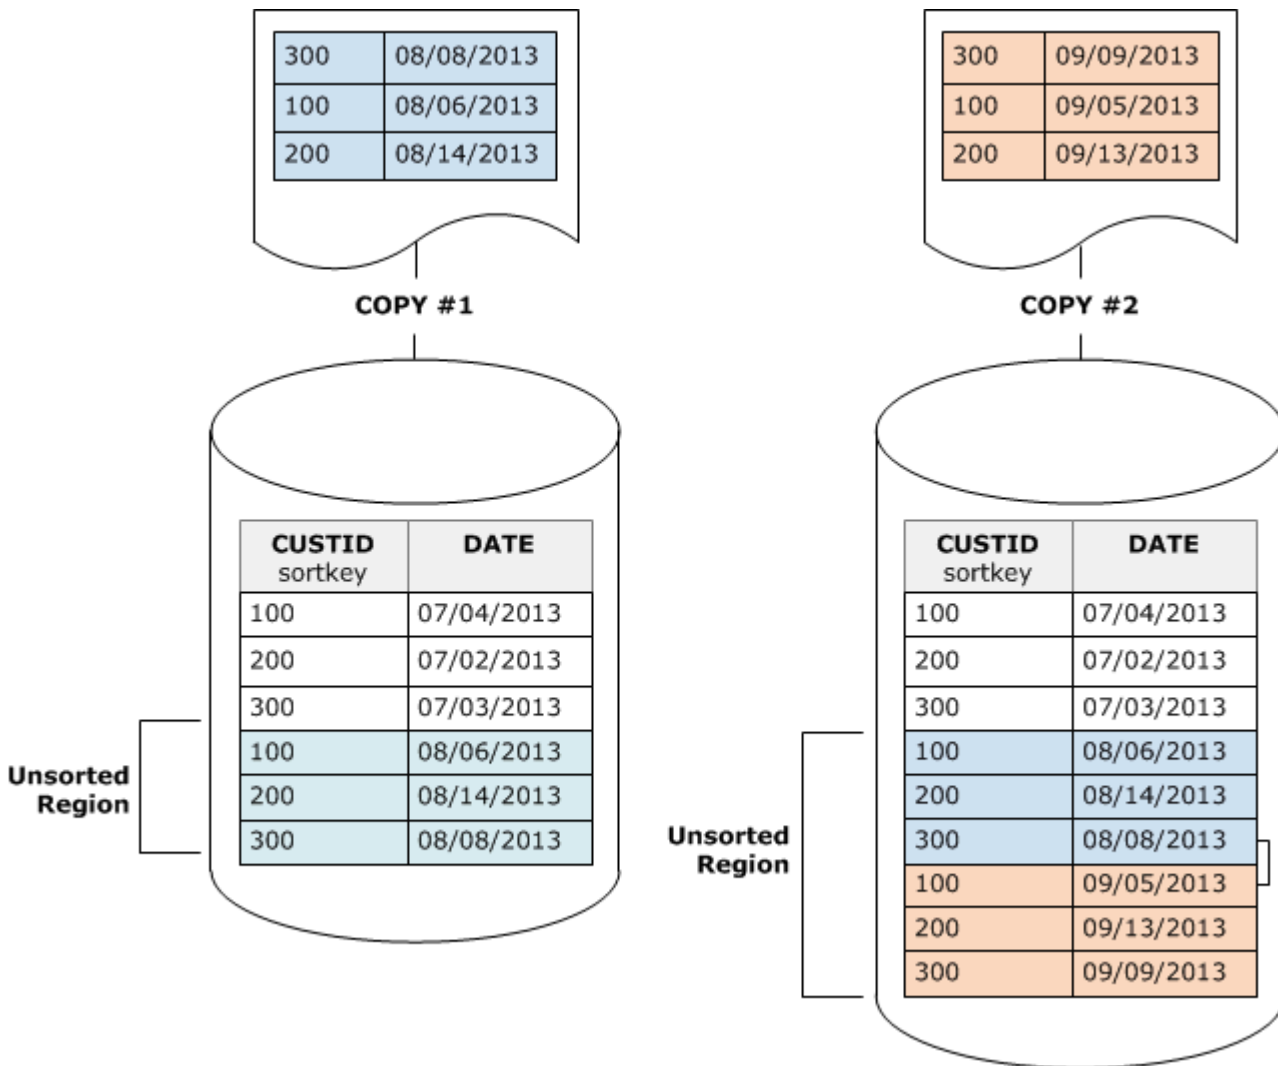 300 08/08/2013
100 08/06/2013
200 08/14/2013
COPY #1
CUSTID DATE
sortkey
100 07/04/2013
200 07/02/2013
300 07/03/2013
100 08/06/2013
200 08/14/2013
300 08/08/2013
Unsorted
Region
300 09/09/2013
100 09/05/2013
200 09/13/2013
COPY #2
CUSTID DATE
sortkey
100 07/04/2013
200 07/02/2013
300 07/03/2013
100 08/06/2013
200 08/14/2013
300 08/08/2013
100 09/05/2013
200 09/13/2013
300 09/09/2013
Unsorted
Region